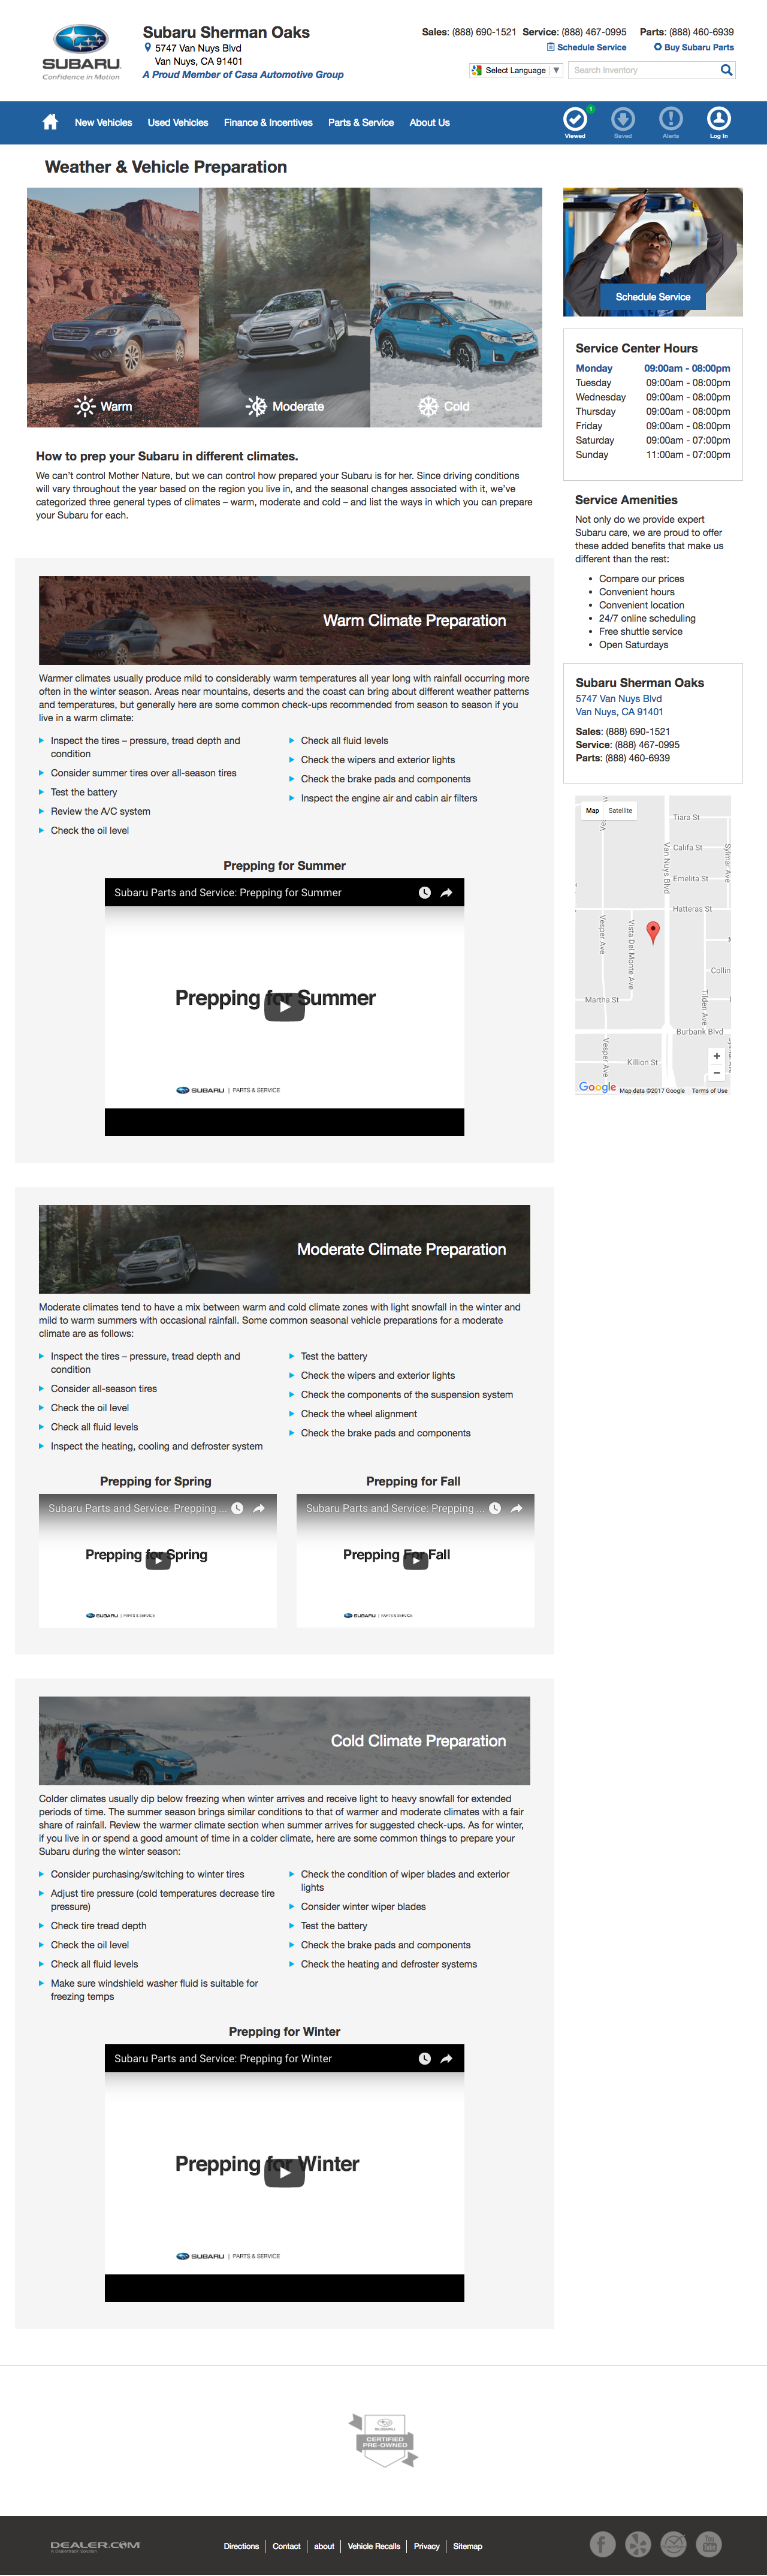 Subaru Sherman Oaks
5747 Van Nuys Blvd
Van Nuys, CA 91401
A Proud Member of Casa Automotive Group
SUBARU
Confidence in Motion
Sales: (888) 690-1521 Service: (888) 467-0995 Parts: (888) 460-6939
Schedule Service Buy Subaru Parts
Select Language ▼ Search Inventory
New Vehicles Used Vehicles Finance & Incentives Parts & Service About Us
1
Viewed Saved Alerts Log In
Weather & Vehicle Preparation
Warm Moderate Cold
How to prep your Subaru in different climates.
We can't control Mother Nature, but we can control how prepared your Subaru is for her. Since driving conditions
will vary throughout the year based on the region you live in, and the seasonal changes associated with it, we've
categorized three general types of climates – warm, moderate and cold – and list the ways in which you can prepare
your Subaru for each.
Warm Climate Preparation
Warmer climates usually produce mild to considerably warm temperatures all year long with rainfall occurring more
often in the winter season. Areas near mountains, deserts and the coast can bring about different weather patterns
and temperatures, but generally here are some common check-ups recommended from season to season if you
live in a warm climate:
Inspect the tires – pressure, tread depth and
condition
Consider summer tires over all-season tires
Test the battery
Review the A/C system
Check the oil level
Check all fluid levels
Check the wipers and exterior lights
Check the brake pads and components
Inspect the engine air and cabin air filters
Prepping for Summer
Subaru Parts and Service: Prepping for Summer
Prepping for Summer
SUBARU | PARTS & SERVICE
Moderate Climate Preparation
Moderate climates tend to have a mix between warm and cold climate zones with light snowfall in the winter and
mild to warm summers with occasional rainfall. Some common seasonal vehicle preparations for a moderate
climate are as follows:
Inspect the tires – pressure, tread depth and
condition
Consider all-season tires
Check the oil level
Check all fluid levels
Inspect the heating, cooling and defroster system
Test the battery
Check the wipers and exterior lights
Check the components of the suspension system
Check the wheel alignment
Check the brake pads and components
Prepping for Spring
Subaru Parts and Service: Prepping ...
Prepping for Spring
SUBARU | PARTS & SERVICE
Prepping for Fall
Subaru Parts and Service: Prepping ...
Prepping For Fall
SUBARU | PARTS & SERVICE
Cold Climate Preparation
Colder climates usually dip below freezing when winter arrives and receive light to heavy snowfall for extended
periods of time. The summer season brings similar conditions to that of warmer and moderate climates with a fair
share of rainfall. Review the warmer climate section when summer arrives for suggested check-ups. As for winter,
if you live in or spend a good amount of time in a colder climate, here are some common things to prepare your
Subaru during the winter season:
Consider purchasing/switching to winter tires
Adjust tire pressure (cold temperatures decrease tire
pressure)
Check tire tread depth
Check the oil level
Check all fluid levels
Make sure windshield washer fluid is suitable for
freezing temps
Check the condition of wiper blades and exterior
lights
Consider winter wiper blades
Test the battery
Check the brake pads and components
Check the heating and defroster systems
Prepping for Winter
Subaru Parts and Service: Prepping for Winter
Prepping for Winter
SUBARU | PARTS & SERVICE
Schedule Service
Service Center Hours
Monday 09:00am - 08:00pm
Tuesday 09:00am - 08:00pm
Wednesday 09:00am - 08:00pm
Thursday 09:00am - 08:00pm
Friday 09:00am - 08:00pm
Saturday 09:00am - 07:00pm
Sunday 11:00am - 07:00pm
Service Amenities
Not only do we provide expert
Subaru care, we are proud to offer
these added benefits that make us
different than the rest:
Compare our prices
Convenient hours
Convenient location
24/7 online scheduling
Free shuttle service
Open Saturdays
Subaru Sherman Oaks
5747 Van Nuys Blvd
Van Nuys, CA 91401
Sales: (888) 690-1521
Service: (888) 467-0995
Parts: (888) 460-6939
Map Satellite
Tiara St
Califa St
Emelita St
Hatteras St
Van Nuys Blvd
Sylmar Ave
Vesper Ave
Vista Del Monte Ave
Collin
Tilden Ave
Martha St
Burbank Blvd
Vesper Ave
Killion St
Google Map data ©2017 Google Terms of Use
SUBARU
CERTIFIED
PRE-OWNED
DEALER.COM
A Dealertrack Solution
Directions Contact about Vehicle Recalls Privacy Sitemap
You
Tube